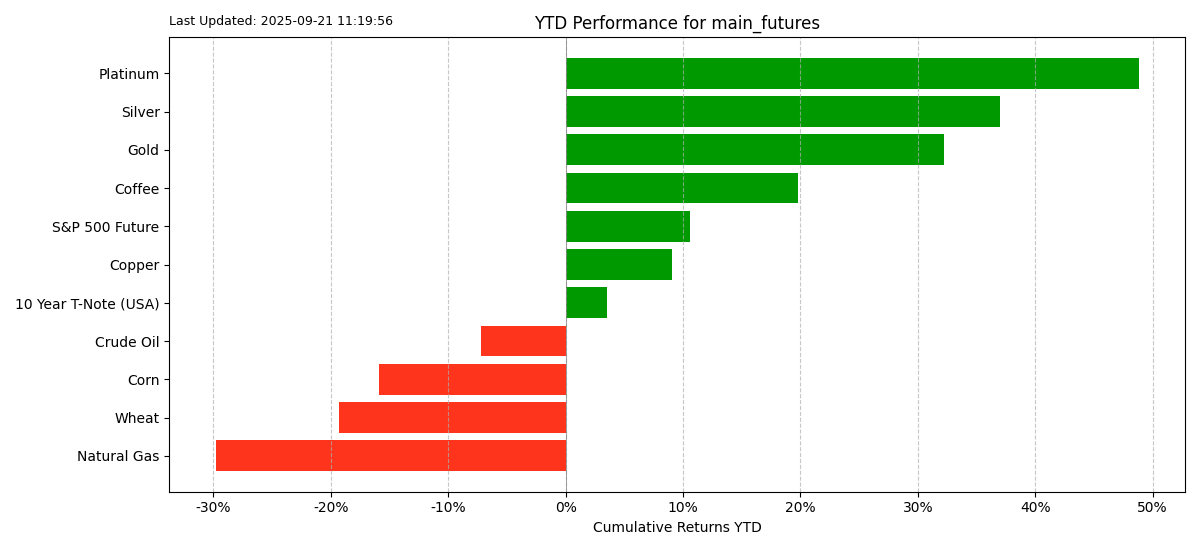 Last Updated: 2025-09-21 11:19:56
YTD Performance for main_futures
Platinum
Silver
Gold
Coffee
S&P 500 Future
Copper
10 Year T-Note (USA)
Crude Oil
Corn
Wheat
Natural Gas
-30% -20% -10% 0% 10% 20% 30% 40% 50%
Cumulative Returns YTD